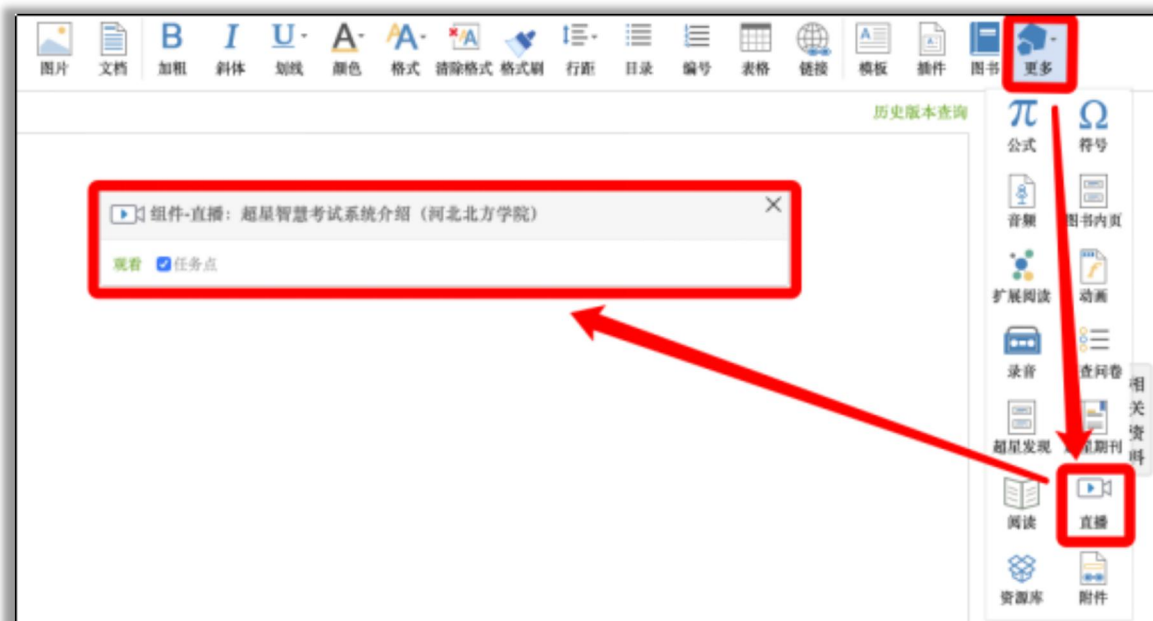 图片 文档 加粗 斜体 划线 颜色 格式 清除格式 格式刷 行距 目录 编号 表格 链接 模板 插件 图书 更多
历史版本查询
公式 符号
组件-直播：超星智慧考试系统介绍（河北北方学院）
音频 图书内页
观看 任务点
扩展阅读 动画
录音 查问卷
相关资料
超星发现 星期刊
阅读 直播
资源库 附件